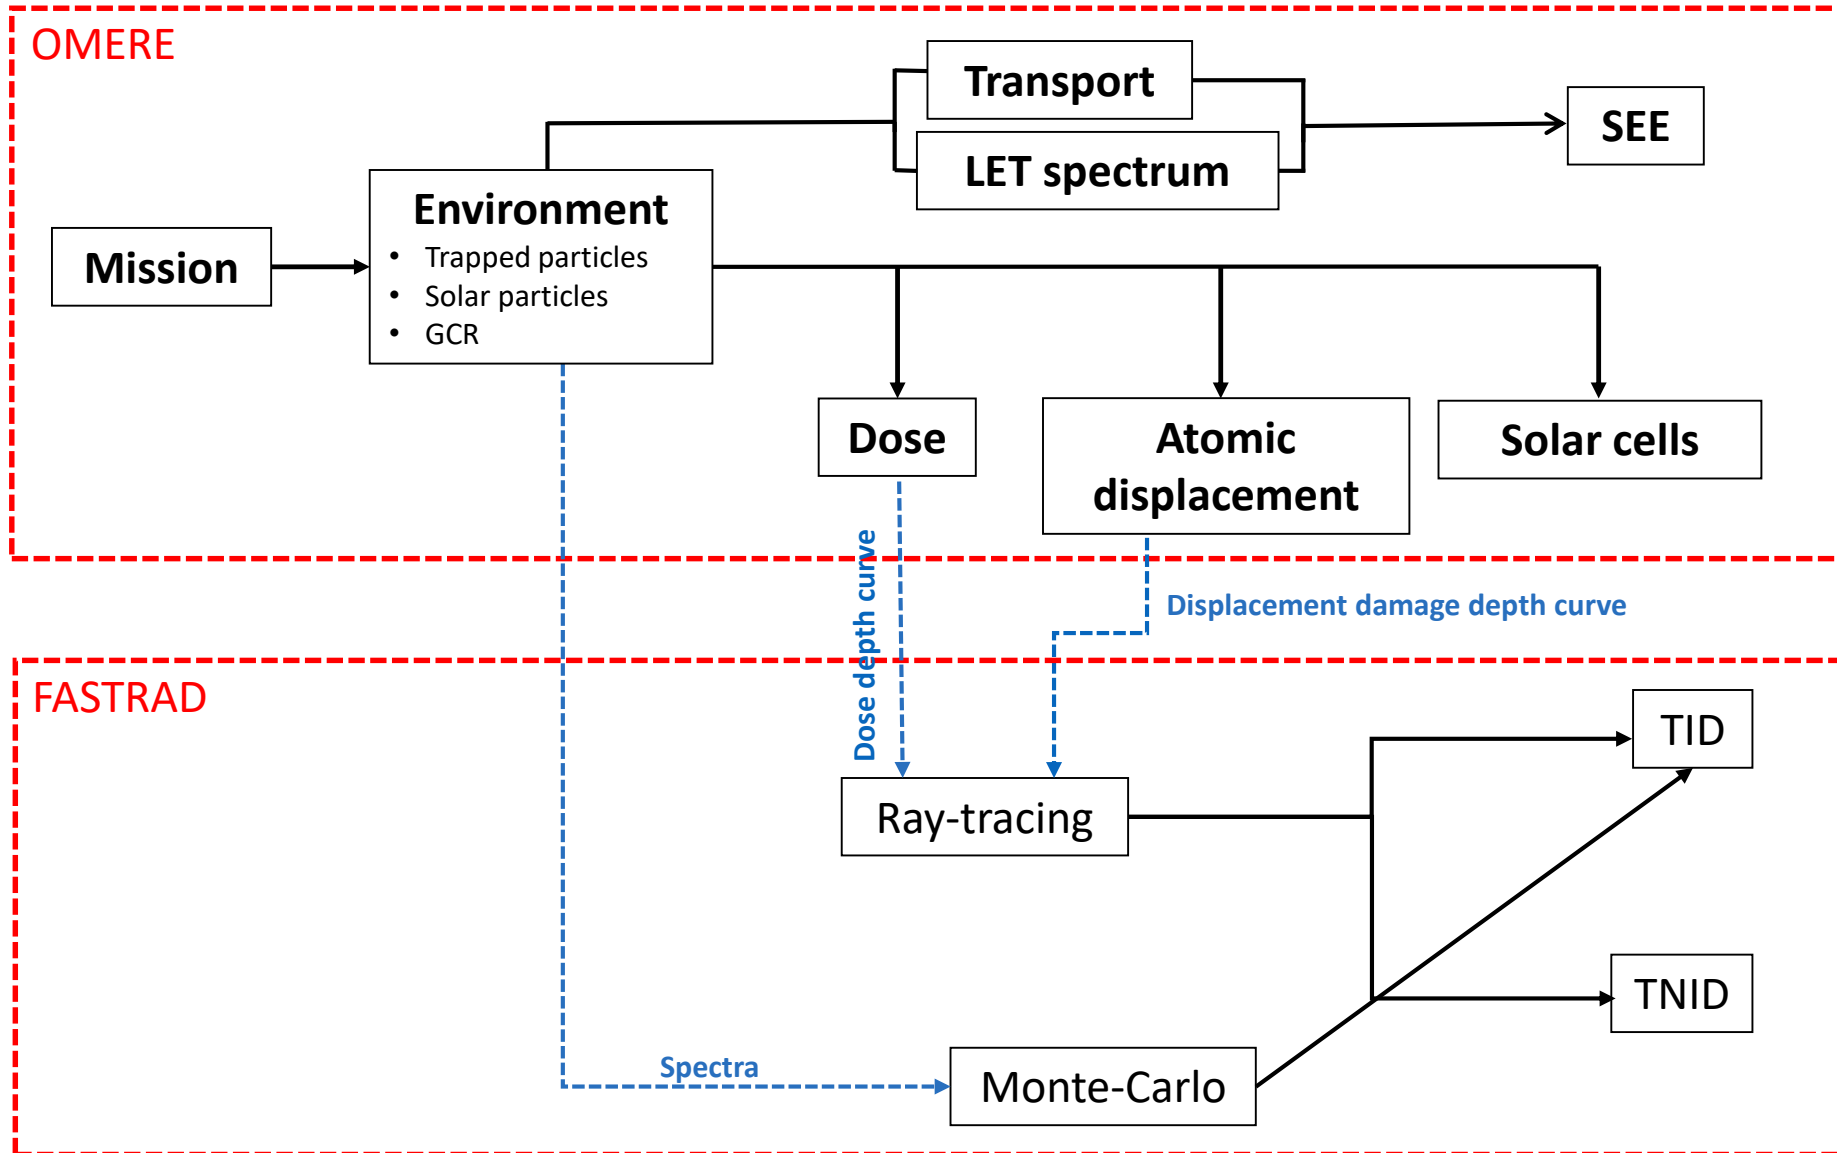 OMERE
Transport
SEE
LET spectrum
Environment
• Trapped particles
• Solar particles
• GCR
Mission
Dose
Atomic
displacement
Solar cells
Dose depth curve
Displacement damage depth curve
FASTRAD
TID
Ray-tracing
TNID
Spectra
Monte-Carlo